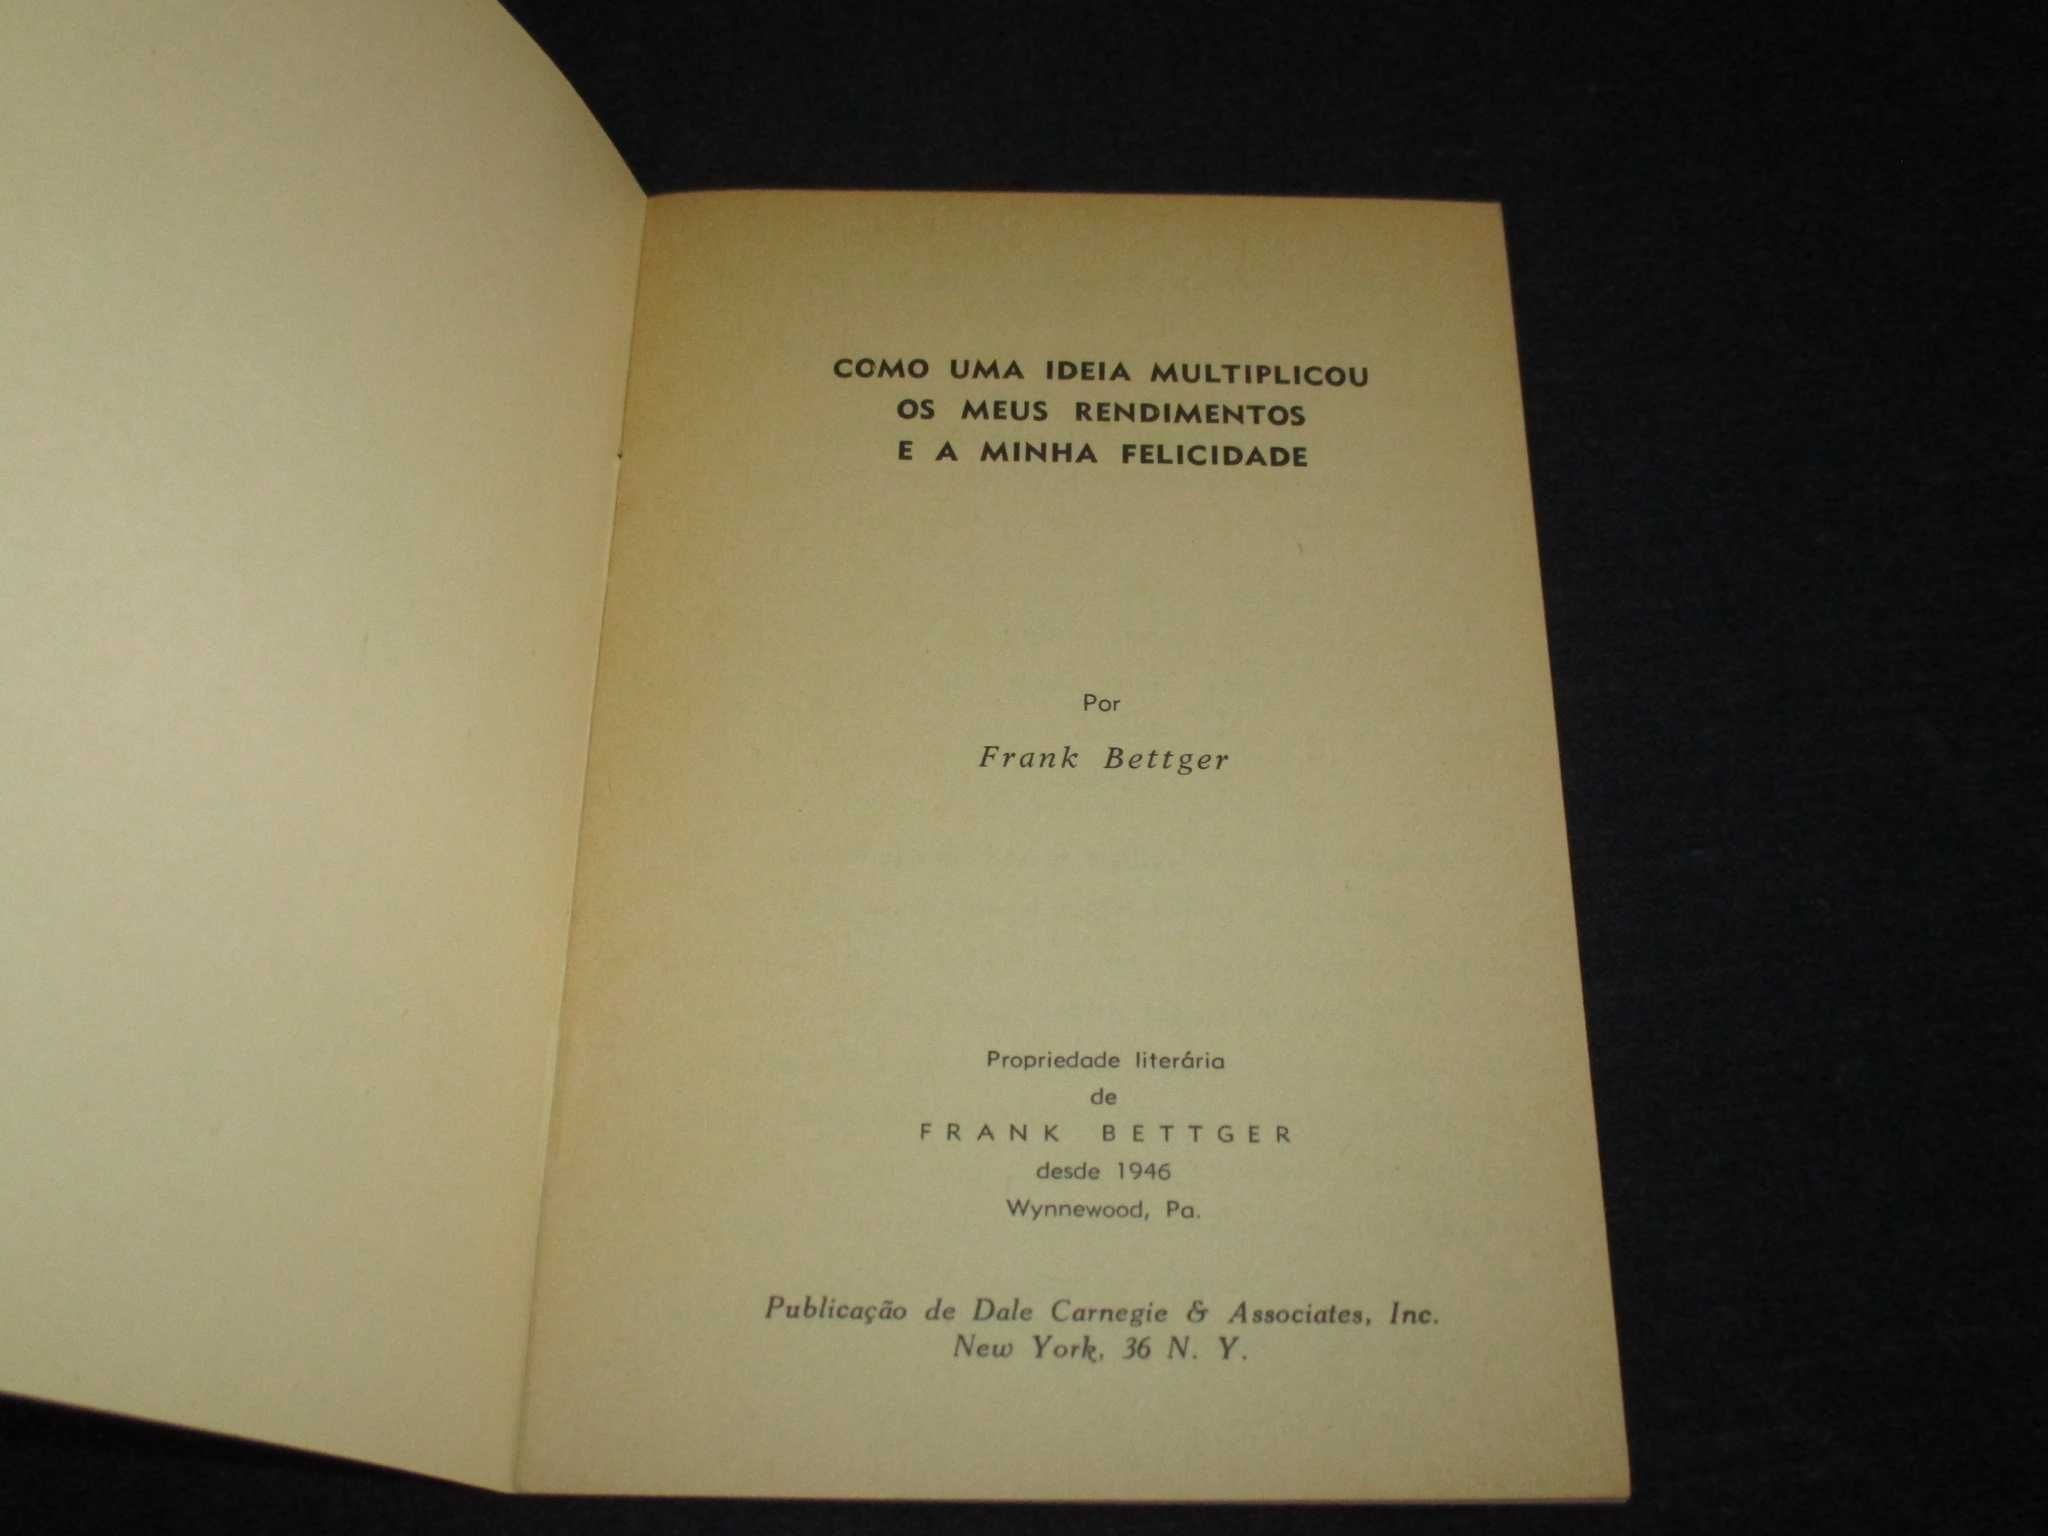 COMO UMA IDEIA MULTIPLICOU
OS MEUS RENDIMENTOS
E A MINHA FELICIDADE
Por
Frank Bettger
Propriedade literária
de
FRANK BETTGER
desde 1946
Wynnewood, Pa.
Publicação de Dale Carnegie & Associates, Inc.
New York, 36 N. Y.